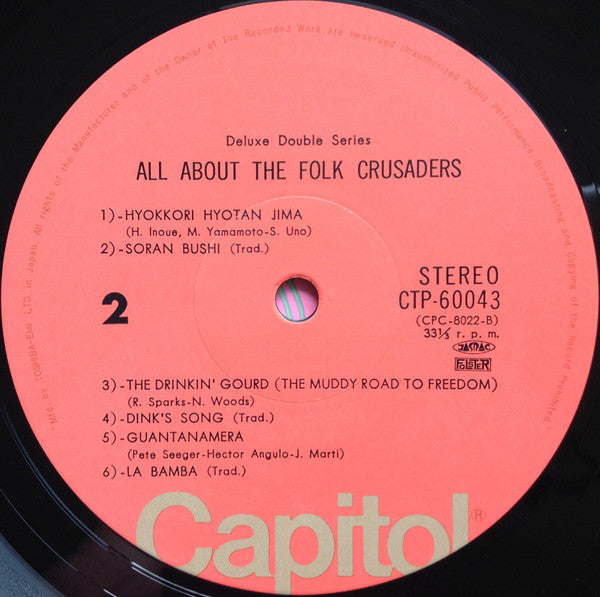 Mfd. by TOSHIBA-EMI LTD. in Japan. All rights of the Manufacturer and of the Owner of the Recorded Work are Reserved Unauthorized Public Performance Broadcasting and Copying of the Record Prohibited.
Deluxe Double Series
ALL ABOUT THE FOLK CRUSADERS
1)-HYOKKORI HYOTAN JIMA
(H. Inoue, M. Yamamoto-S. Uno)
2)-SORAN BUSHI (Trad.)
2
STEREO
CTP-60043
(CPC-8022-B)
33⅓ r. p. m.
JASRAC
3)-THE DRINKIN' GOURD (THE MUDDY ROAD TO FREEDOM)
(R. Sparks-N. Woods)
4)-DINK'S SONG (Trad.)
5)-GUANTANAMERA
(Pete Seeger-Hector Angulo-J. Marti)
6)-LA BAMBA (Trad.)
Capitol®